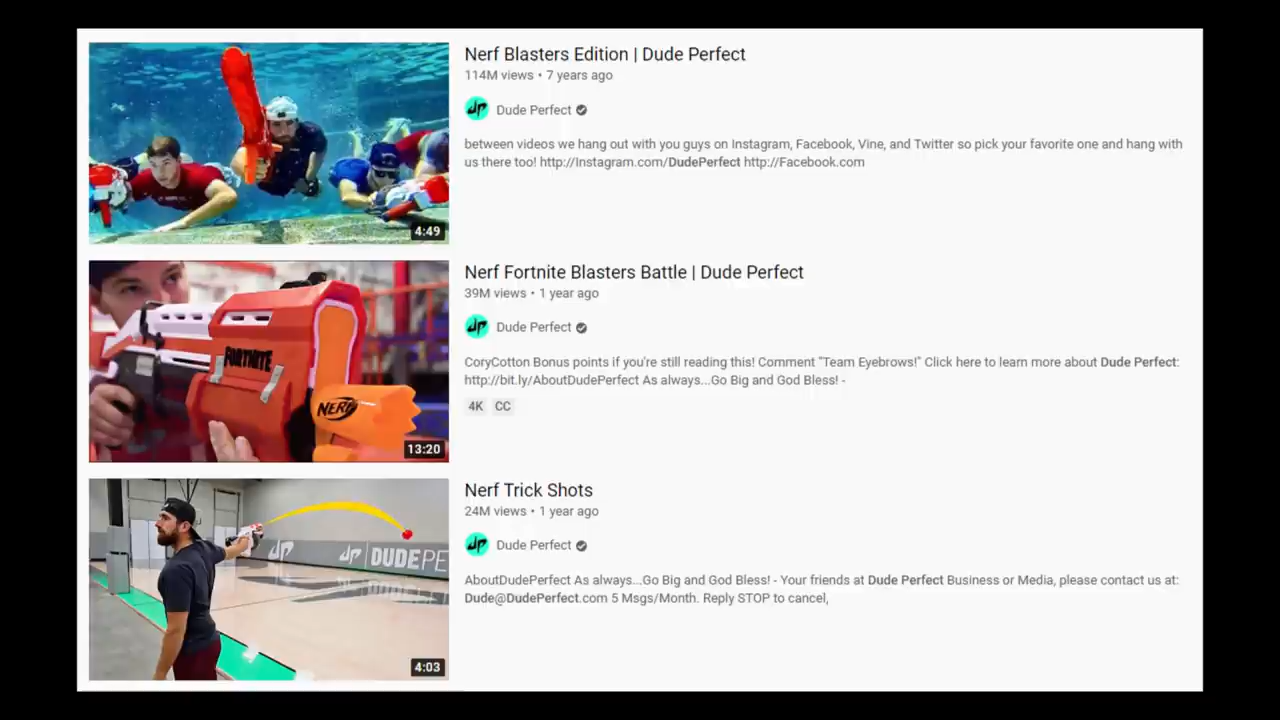 Nerf Blasters Edition | Dude Perfect
114M views • 7 years ago
dp Dude Perfect
between videos we hang out with you guys on Instagram, Facebook, Vine, and Twitter so pick your favorite one and hang with
us there too! http://Instagram.com/DudePerfect http://Facebook.com
4:49
Nerf Fortnite Blasters Battle | Dude Perfect
39M views • 1 year ago
dp Dude Perfect
CoryCotton Bonus points if you're still reading this! Comment "Team Eyebrows!" Click here to learn more about Dude Perfect:
http://bit.ly/AboutDudePerfect As always...Go Big and God Bless! -
4K CC
FORTNITE
NERF
13:20
Nerf Trick Shots
24M views • 1 year ago
dp Dude Perfect
AboutDudePerfect As always...Go Big and God Bless! - Your friends at Dude Perfect Business or Media, please contact us at:
Dude@DudePerfect.com 5 Msgs/Month. Reply STOP to cancel,
dp dp DUDE PE
4:03